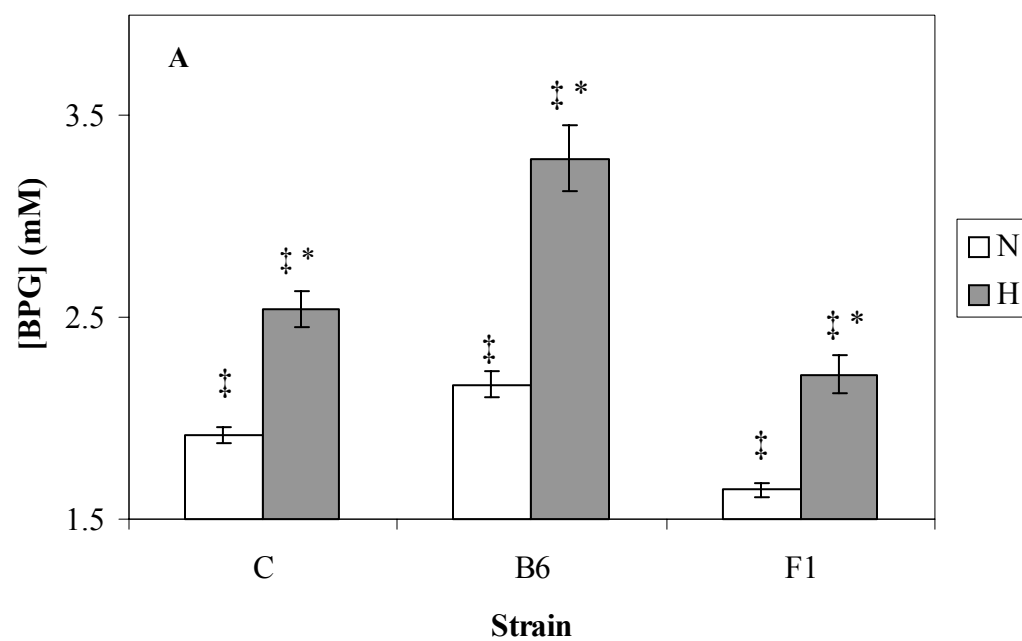 A
‡ *
3.5
‡ *
‡
‡ *
2.5
‡
‡
1.5
[BPG] (mM)
N
H
C B6 F1
Strain